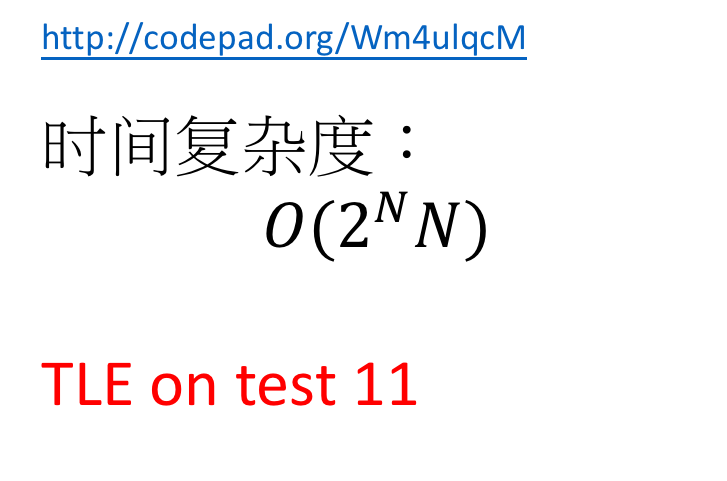 http://codepad.org/Wm4ulqcM
时间复杂度：
O(2^N N)
TLE on test 11